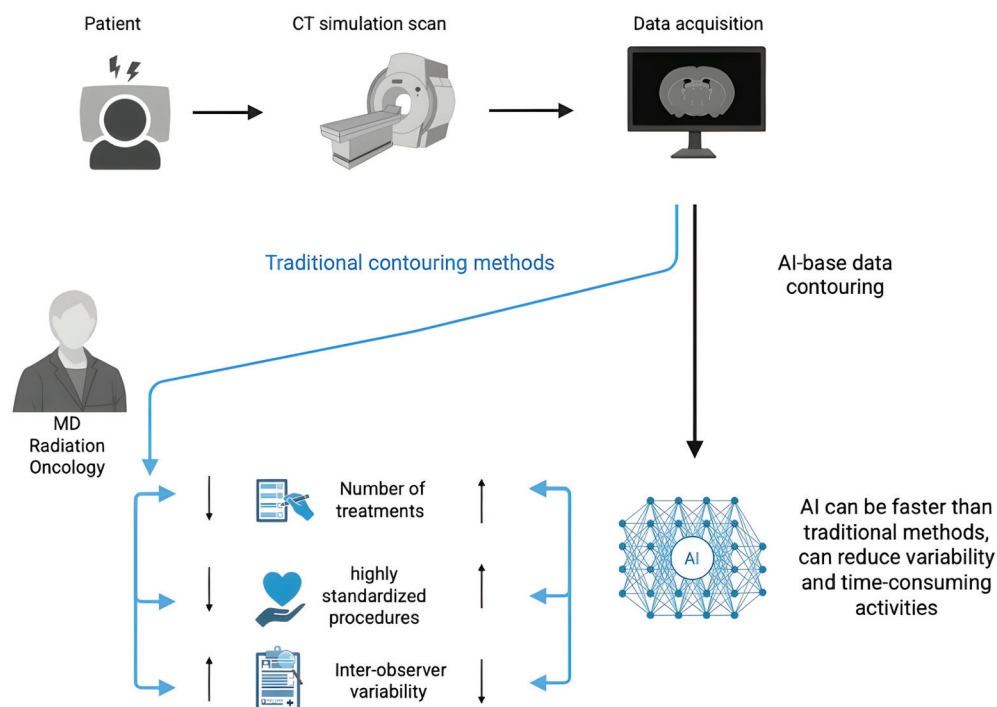 Patient
CT simulation scan
Data acquisition
Traditional contouring methods
AI-base data
contouring
MD
Radiation
Oncology
Number of
treatments
highly
standardized
procedures
Inter-observer
variability
AI
AI can be faster than
traditional methods,
can reduce variability
and time-consuming
activities